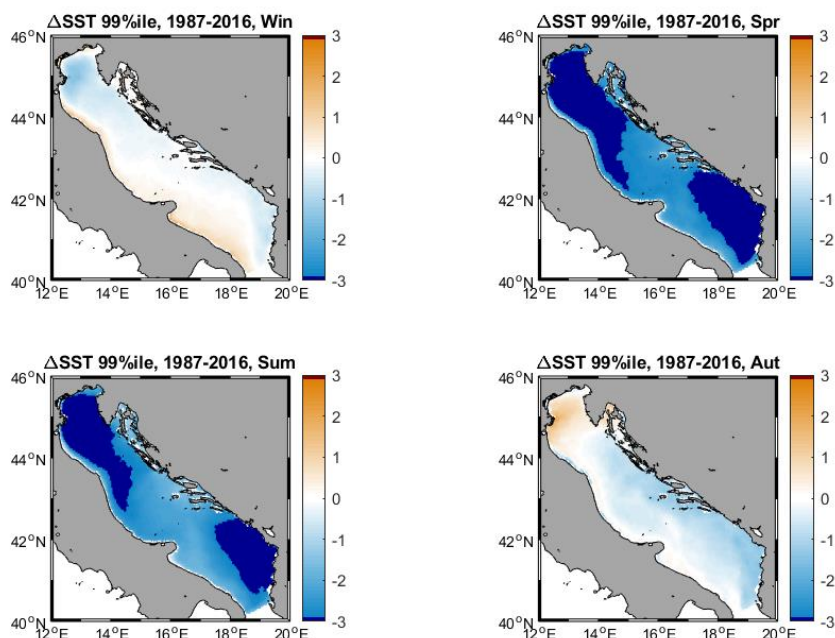 ΔSST 99%ile, 1987-2016, Win
46°N
44°N
42°N
40°N
12°E 14°E 16°E 18°E 20°E
3
2
1
0
-1
-2
-3
ΔSST 99%ile, 1987-2016, Spr
46°N
44°N
42°N
40°N
12°E 14°E 16°E 18°E 20°E
3
2
1
0
-1
-2
-3
ΔSST 99%ile, 1987-2016, Sum
46°N
44°N
42°N
40°N
12°E 14°E 16°E 18°E 20°E
3
2
1
0
-1
-2
-3
ΔSST 99%ile, 1987-2016, Aut
46°N
44°N
42°N
40°N
12°E 14°E 16°E 18°E 20°E
3
2
1
0
-1
-2
-3